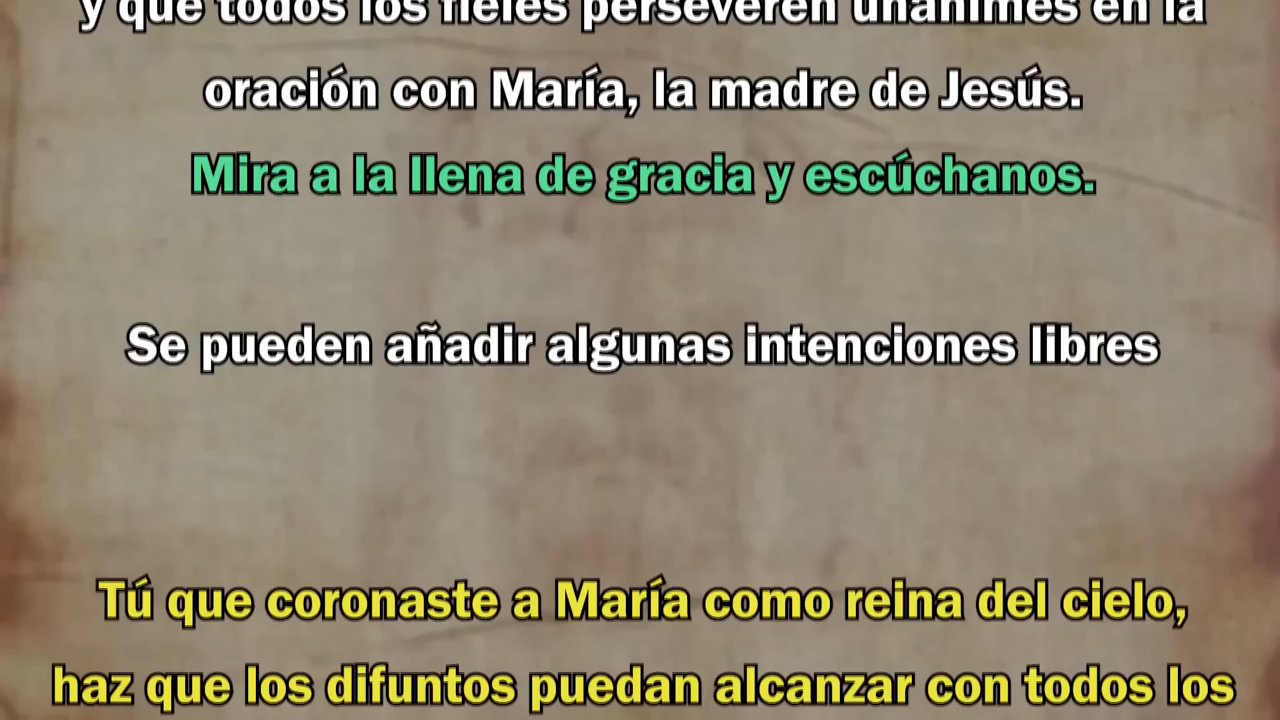 y que todos los fieles perseveren unánimes en la
oración con María, la madre de Jesús.
Mira a la llena de gracia y escúchanos.
Se pueden añadir algunas intenciones libres
Tú que coronaste a María como reina del cielo,
haz que los difuntos puedan alcanzar con todos los